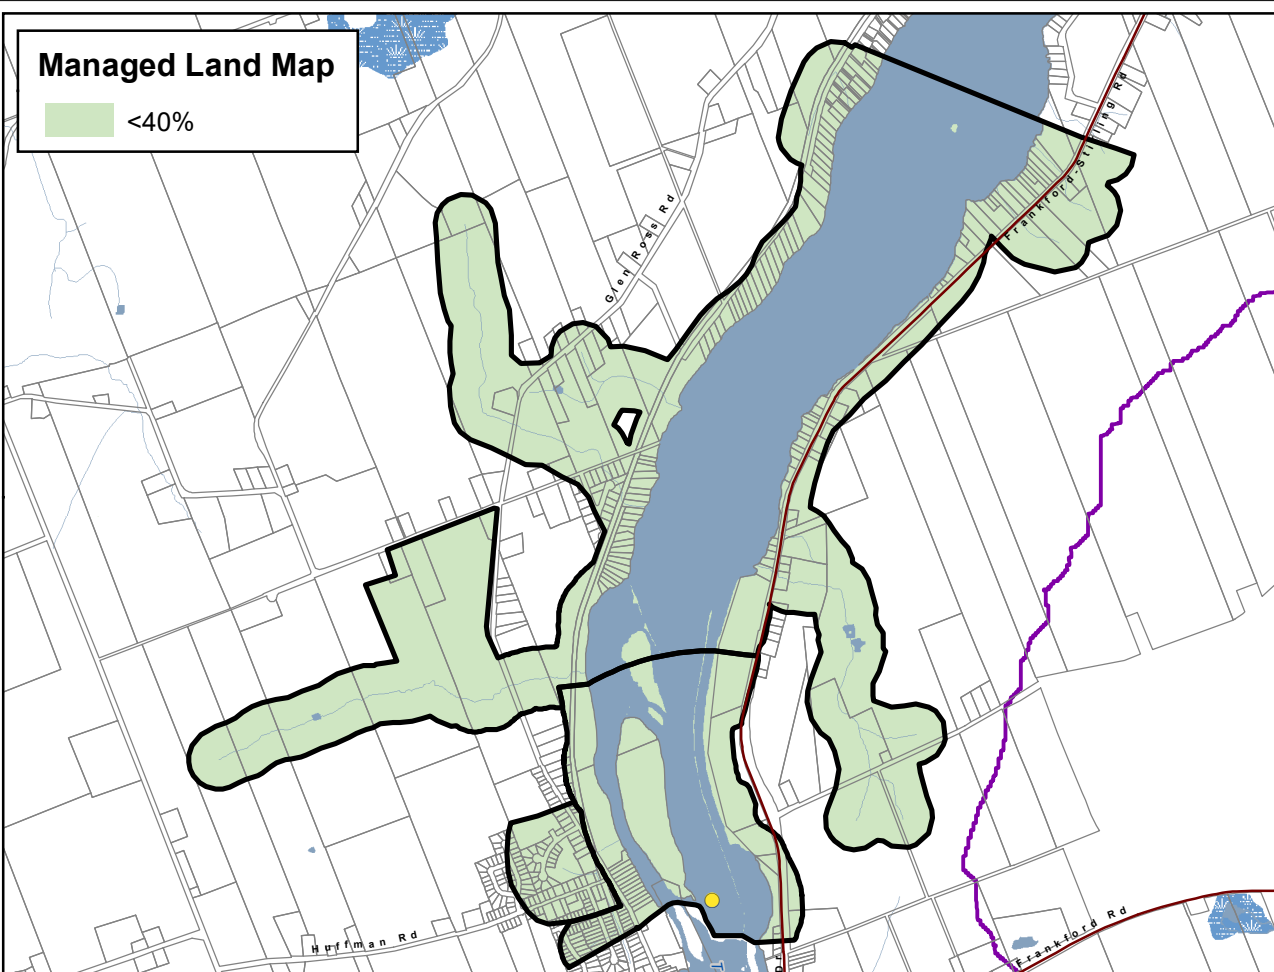 Managed Land Map
<40%
Frankford-Stirling Rd
Glen Ross Rd
Huffman Rd
Frankford Rd
T